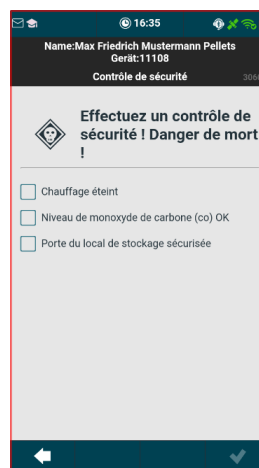 16:35
Name:Max Friedrich Mustermann Pellets
Gerät:11108
Contrôle de sécurité
Effectuez un contrôle de
sécurité ! Danger de mort
!
Chauffage éteint
Niveau de monoxyde de carbone (co) OK
Porte du local de stockage sécurisée